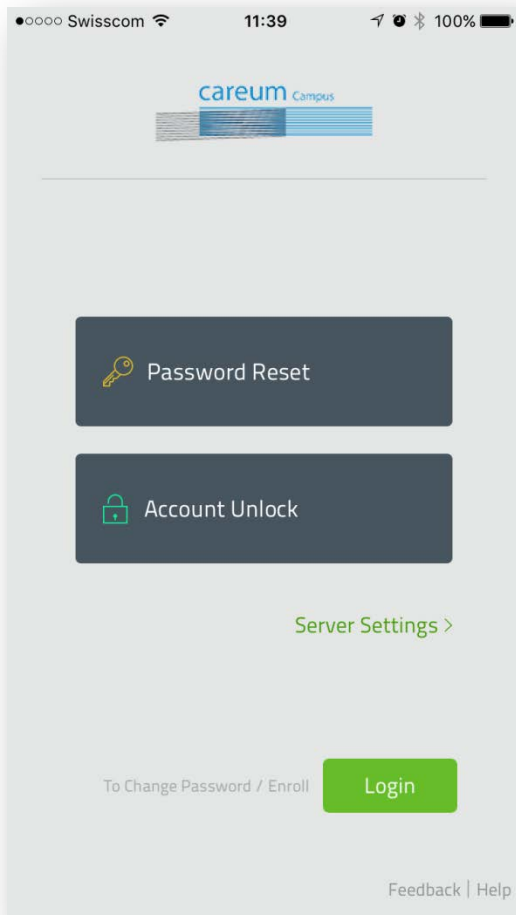 Swisscom 11:39 100%
careum Campus
Password Reset
Account Unlock
Server Settings >
To Change Password / Enroll Login
Feedback | Help